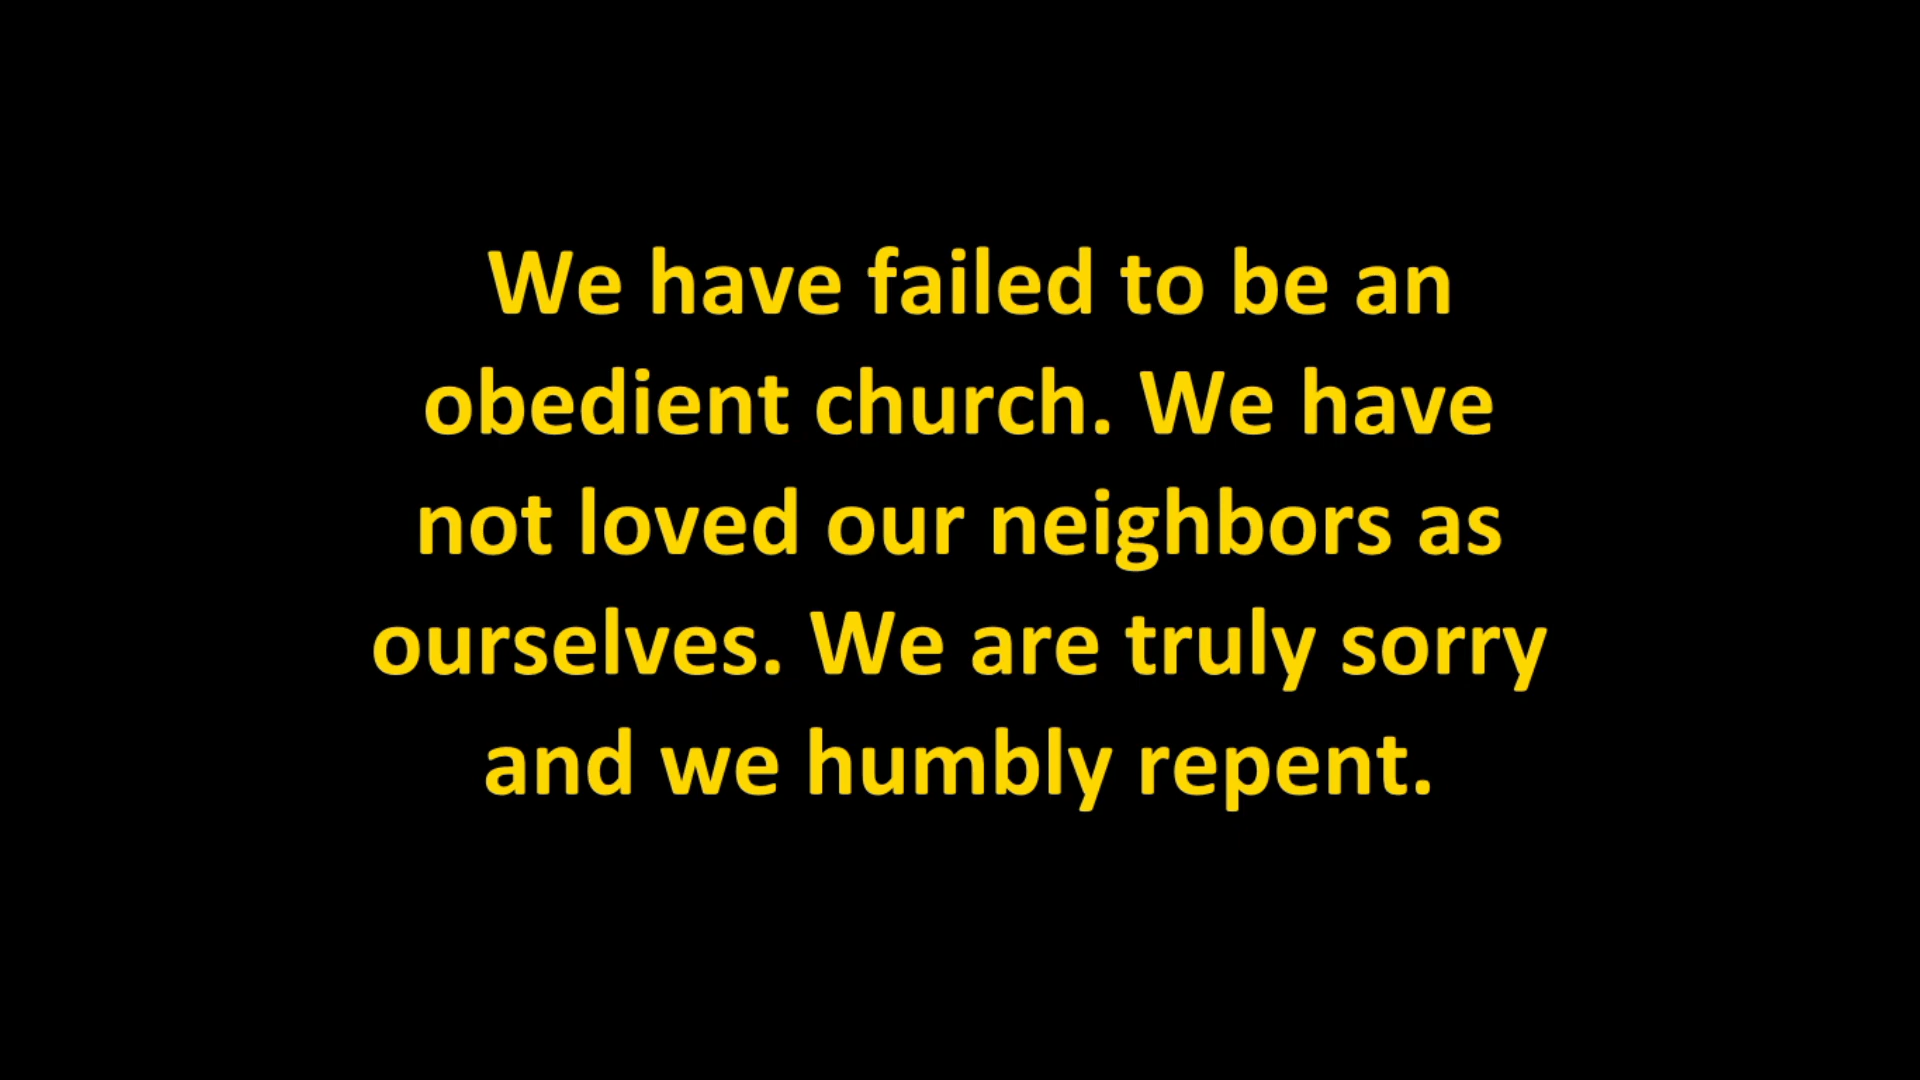 We have failed to be an
obedient church. We have
not loved our neighbors as
ourselves. We are truly sorry
and we humbly repent.